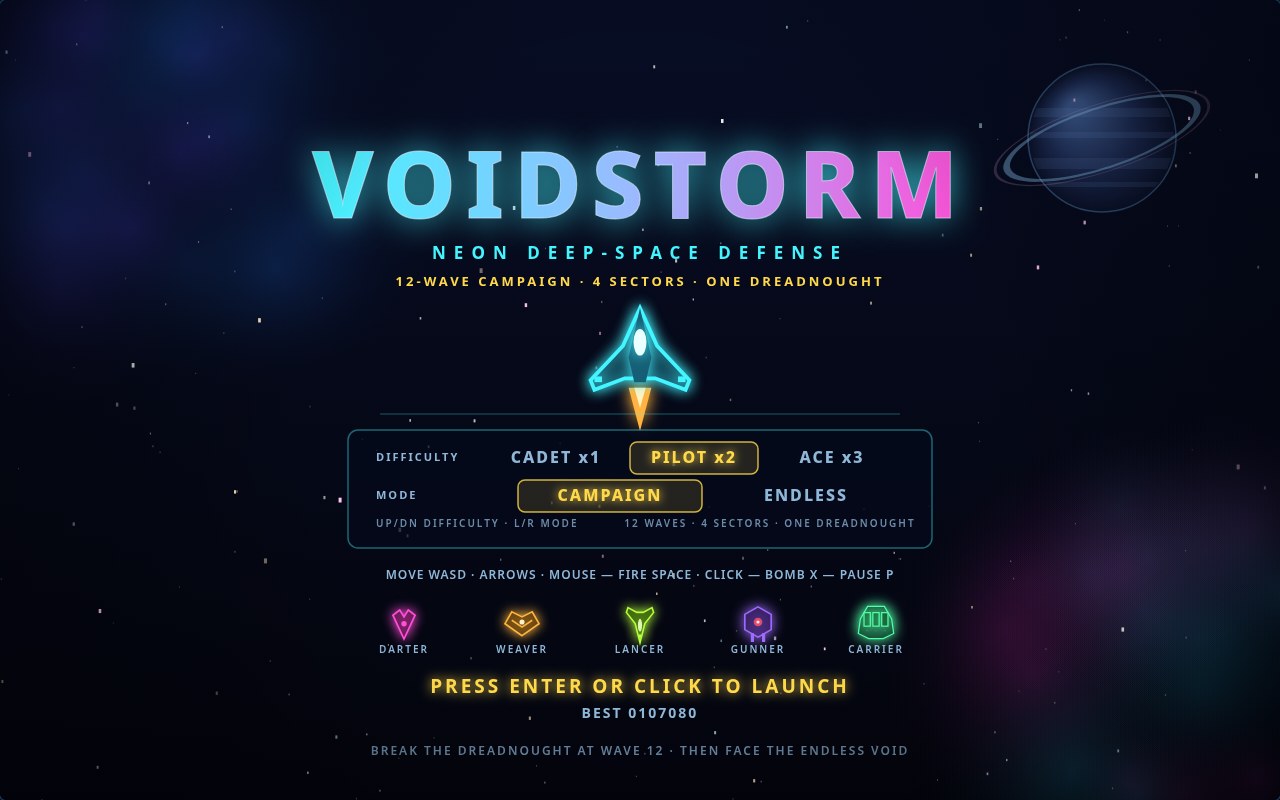 VOIDSTORM
NEON DEEP-SPACE DEFENSE
12-WAVE CAMPAIGN · 4 SECTORS · ONE DREADNOUGHT
DIFFICULTY CADET x1 PILOT x2 ACE x3
MODE CAMPAIGN ENDLESS
UP/DN DIFFICULTY · L/R MODE 12 WAVES · 4 SECTORS · ONE DREADNOUGHT
MOVE WASD · ARROWS · MOUSE — FIRE SPACE · CLICK — BOMB X — PAUSE P
DARTER WEAVER LANCER GUNNER CARRIER
PRESS ENTER OR CLICK TO LAUNCH
BEST 0107080
BREAK THE DREADNOUGHT AT WAVE 12 · THEN FACE THE ENDLESS VOID